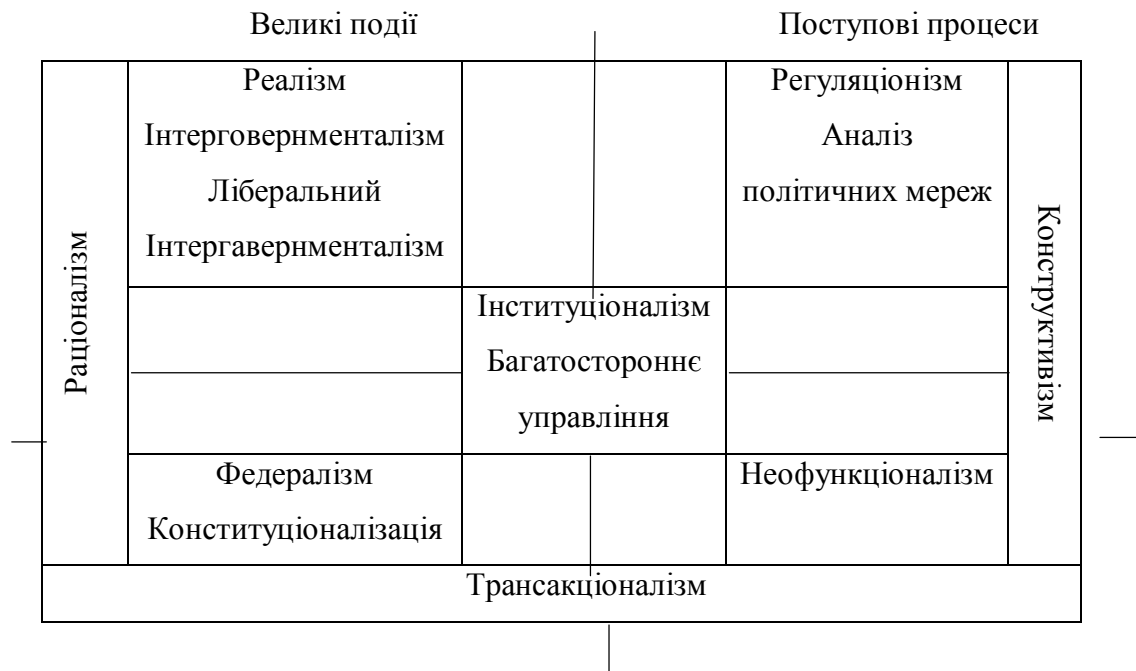 Великі події
Поступові процеси
Раціоналізм
Реалізм
Інтерговернменталізм
Ліберальний
Інтергавернменталізм
Регуляціонізм
Аналіз
політичних мереж
Конструктивізм
Інституціоналізм
Багатостороннє
управління
Федералізм
Конституціоналізація
Неофункціоналізм
Трансакціоналізм